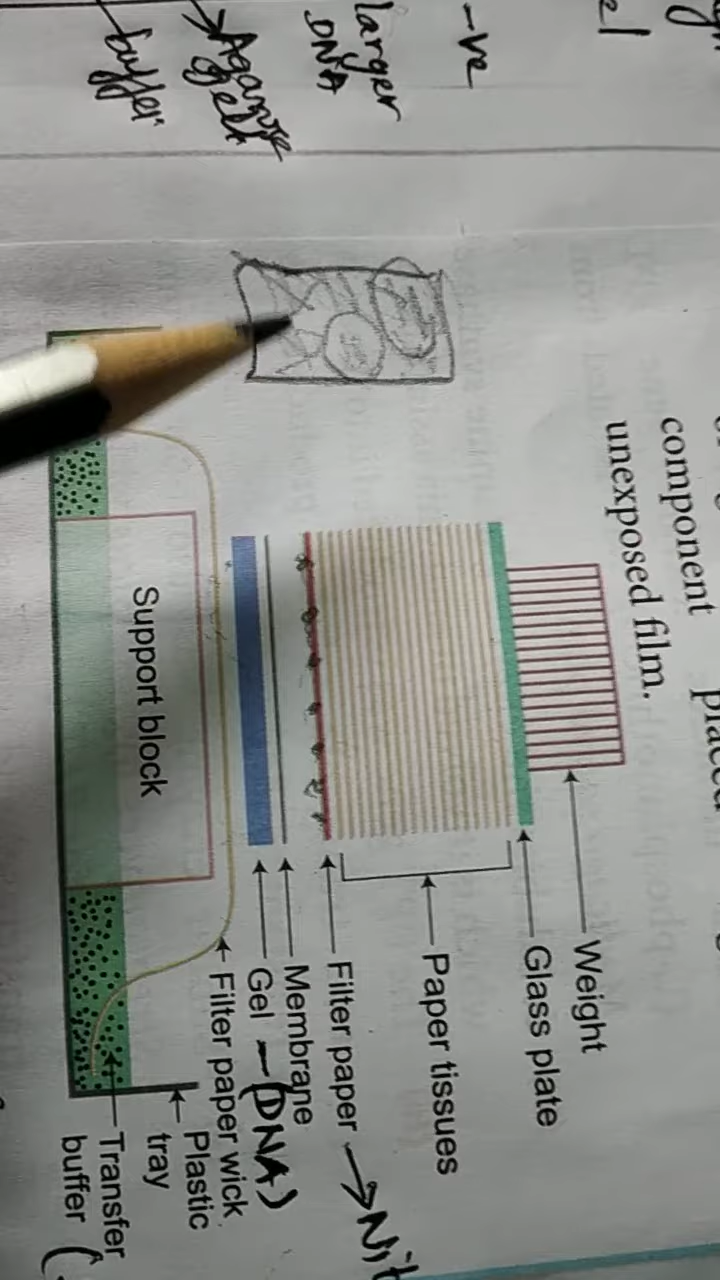 -ve
larger
DNA
Agarose
Gel
buffer
component
unexposed film.
Weight
Glass plate
Paper tissues
Filter paper → Nit
Membrane
Gel – (DNA)
Filter paper wick
Plastic
tray
Transfer
buffer (
Support block